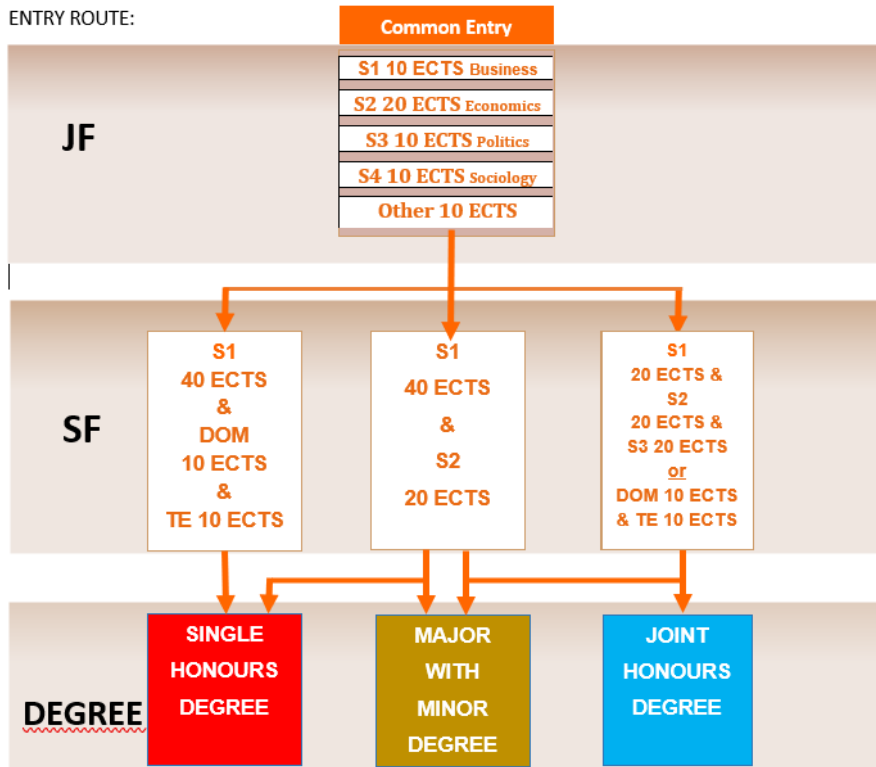 ENTRY ROUTE:
Common Entry
JF
S1 10 ECTS Business
S2 20 ECTS Economics
S3 10 ECTS Politics
S4 10 ECTS Sociology
Other 10 ECTS
SF
S1
40 ECTS
&
DOM
10 ECTS
&
TE 10 ECTS
S1
40 ECTS
&
S2
20 ECTS
S1
20 ECTS &
S2
20 ECTS &
S3 20 ECTS
or
DOM 10 ECTS
& TE 10 ECTS
DEGREE
SINGLE
HONOURS
DEGREE
MAJOR
WITH
MINOR
DEGREE
JOINT
HONOURS
DEGREE